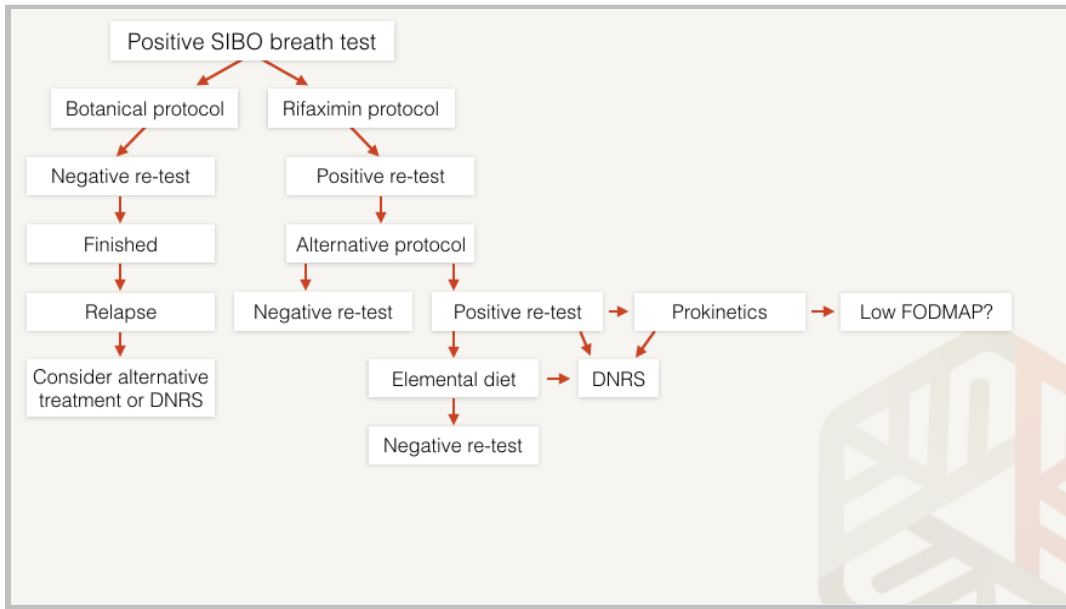 Positive SIBO breath test
Botanical protocol
Rifaximin protocol
Negative re-test
Positive re-test
Finished
Alternative protocol
Relapse
Negative re-test
Positive re-test
Prokinetics
Low FODMAP?
Consider alternative
treatment or DNRS
Elemental diet
DNRS
Negative re-test